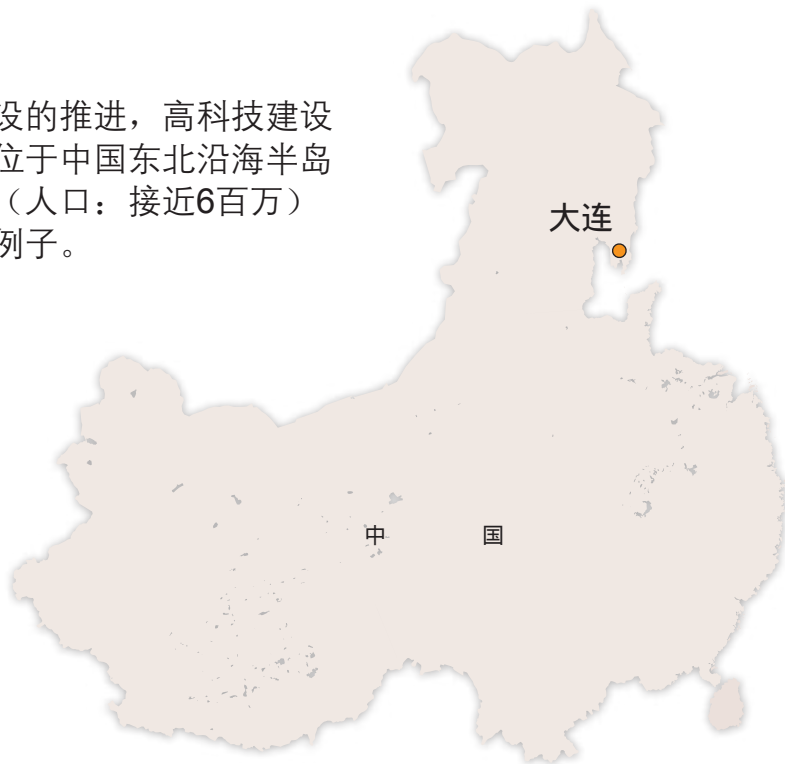 设的推进，高科技建设
位于中国东北沿海半岛
（人口：接近6百万）
例子。
大连
中 国